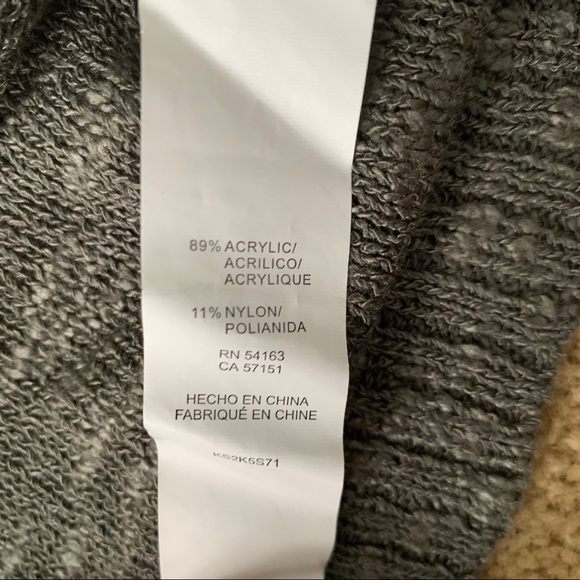 89% ACRYLIC/
ACRILICO/
ACRYLIQUE
11% NYLON/
POLIANIDA
RN 54163
CA 57151
HECHO EN CHINA
FABRIQUÉ EN CHINE